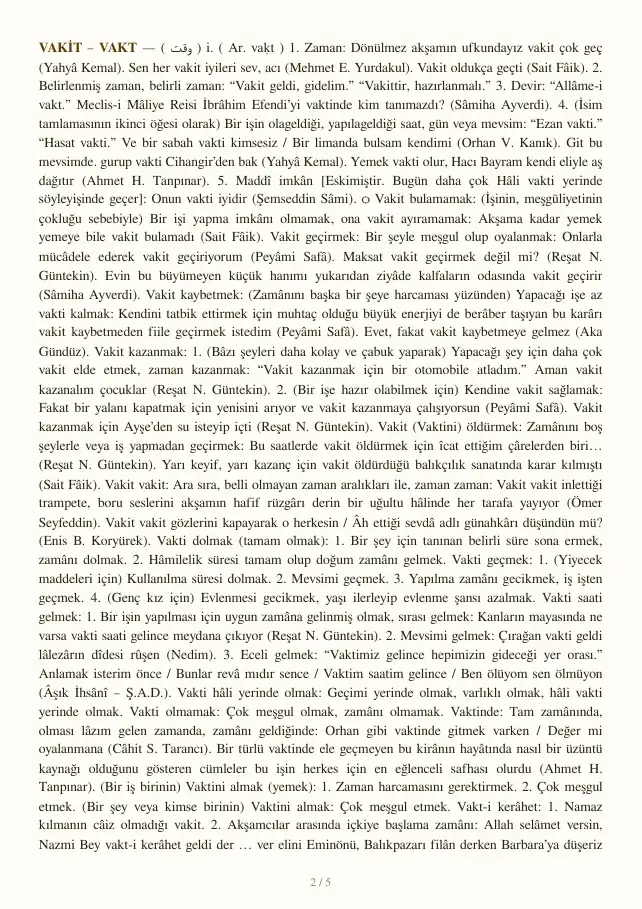 VAKİT – VAKT — ( وقت ) i. ( Ar. vaḳt ) 1. Zaman: Dönülmez akşamın ufkundayız vakit çok geç
(Yahyâ Kemal). Sen her vakit iyileri sev, acı (Mehmet E. Yurdakul). Vakit oldukça geçti (Sait Fâik). 2.
Belirlenmiş zaman, belirli zaman: “Vakit geldi, gidelim.” “Vakittir, hazırlanmalı.” 3. Devir: “Allâme-i
vakt.” Meclis-i Mâliye Reisi İbrâhim Efendi’yi vaktinde kim tanımazdı? (Sâmiha Ayverdi). 4. (İsim
tamlamasının ikinci öğesi olarak) Bir işin olageldiği, yapılageldiği saat, gün veya mevsim: “Ezan vakti.”
“Hasat vakti.” Ve bir sabah vakti kimsesiz / Bir limanda bulsam kendimi (Orhan V. Kanık). Git bu
mevsimde. gurup vakti Cihangir’den bak (Yahyâ Kemal). Yemek vakti olur, Hacı Bayram kendi eliyle aş
dağıtır (Ahmet H. Tanpınar). 5. Maddî imkân [Eskimiştir. Bugün daha çok Hâli vakti yerinde
söyleyişinde geçer]: Onun vakti iyidir (Şemseddin Sâmi). ѻ Vakit bulamamak: (İşinin, meşgūliyetinin
çokluğu sebebiyle) Bir işi yapma imkânı olmamak, ona vakit ayıramamak: Akşama kadar yemek
yemeye bile vakit bulamadı (Sait Fâik). Vakit geçirmek: Bir şeyle meşgul olup oyalanmak: Onlarla
mücâdele ederek vakit geçiriyorum (Peyâmi Safâ). Maksat vakit geçirmek değil mi? (Reşat N.
Güntekin). Evin bu büyümeyen küçük hanımı yukarıdan ziyâde kalfaların odasında vakit geçirir
(Sâmiha Ayverdi). Vakit kaybetmek: (Zamânını başka bir şeye harcaması yüzünden) Yapacağı işe az
vakti kalmak: Kendini tatbik ettirmek için muhtaç olduğu büyük enerjiyi de berâber taşıyan bu karârı
vakit kaybetmeden fiile geçirmek istedim (Peyâmi Safâ). Evet, fakat vakit kaybetmeye gelmez (Aka
Gündüz). Vakit kazanmak: 1. (Bâzı şeyleri daha kolay ve çabuk yaparak) Yapacağı şey için daha çok
vakit elde etmek, zaman kazanmak: “Vakit kazanmak için bir otomobile atladım.” Aman vakit
kazanalım çocuklar (Reşat N. Güntekin). 2. (Bir işe hazır olabilmek için) Kendine vakit sağlamak:
Fakat bir yalanı kapatmak için yenisini arıyor ve vakit kazanmaya çalışıyorsun (Peyâmi Safâ). Vakit
kazanmak için Ayşe’den su isteyip içti (Reşat N. Güntekin). Vakit (Vaktini) öldürmek: Zamânını boş
şeylerle veya iş yapmadan geçirmek: Bu saatlerde vakit öldürmek için îcat ettiğim çârelerden biri…
(Reşat N. Güntekin). Yarı keyif, yarı kazanç için vakit öldürdüğü balıkçılık sanatında karar kılmıştı
(Sait Fâik). Vakit vakit: Ara sıra, belli olmayan zaman aralıkları ile, zaman zaman: Vakit vakit inlettiği
trampete, boru seslerini akşamın hafif rüzgârı derin bir uğultu hâlinde her tarafa yayıyor (Ömer
Seyfeddin). Vakit vakit gözlerini kapayarak o herkesin / Âh ettiği sevdâ adlı günahkârı düşündün mü?
(Enis B. Koryürek). Vakti dolmak (tamam olmak): 1. Bir şey için tanınan belirli süre sona ermek,
zamânı dolmak. 2. Hâmilelik süresi tamam olup doğum zamânı gelmek. Vakti geçmek: 1. (Yiyecek
maddeleri için) Kullanılma süresi dolmak. 2. Mevsimi geçmek. 3. Yapılma zamânı gecikmek, iş işten
geçmek. 4. (Genç kız için) Evlenmesi gecikmek, yaşı ilerleyip evlenme şansı azalmak. Vakti saati
gelmek: 1. Bir işin yapılması için uygun zamâna gelinmiş olmak, sırası gelmek: Kanların mayasında ne
varsa vakti saati gelince meydana çıkıyor (Reşat N. Güntekin). 2. Mevsimi gelmek: Çırağan vakti geldi
lâlezârın dîdesi rûşen (Nedim). 3. Eceli gelmek: “Vaktimiz gelince hepimizin gideceği yer orası.”
Anlamak isterim önce / Bunlar revâ mıdır sence / Vaktim saatim gelince / Ben ölüyom sen ölmüyon
(Âşık İhsânî – Ş.A.D.). Vakti hâli yerinde olmak: Geçimi yerinde olmak, varlıklı olmak, hâli vakti
yerinde olmak. Vakti olmamak: Çok meşgul olmak, zamânı olmamak. Vaktinde: Tam zamânında,
olması lâzım gelen zamanda, zamânı geldiğinde: Orhan gibi vaktinde gitmek varken / Değer mi
oyalanmana (Câhit S. Tarancı). Bir türlü vaktinde ele geçmeyen bu kirânın hayâtında nasıl bir üzüntü
kaynağı olduğunu gösteren cümleler bu işin herkes için en eğlenceli safhası olurdu (Ahmet H.
Tanpınar). (Bir iş birinin) Vaktini almak (yemek): 1. Zaman harcamasını gerektirmek. 2. Çok meşgul
etmek. (Bir şey veya kimse birinin) Vaktini almak: Çok meşgul etmek. Vakt-i kerâhet: 1. Namaz
kılmanın câiz olmadığı vakit. 2. Akşamcılar arasında içkiye başlama zamânı: Allah selâmet versin,
Nazmi Bey vakt-i kerâhet geldi der … ver elini Eminönü, Balıkpazarı filân derken Barbara’ya düşeriz
2 / 5